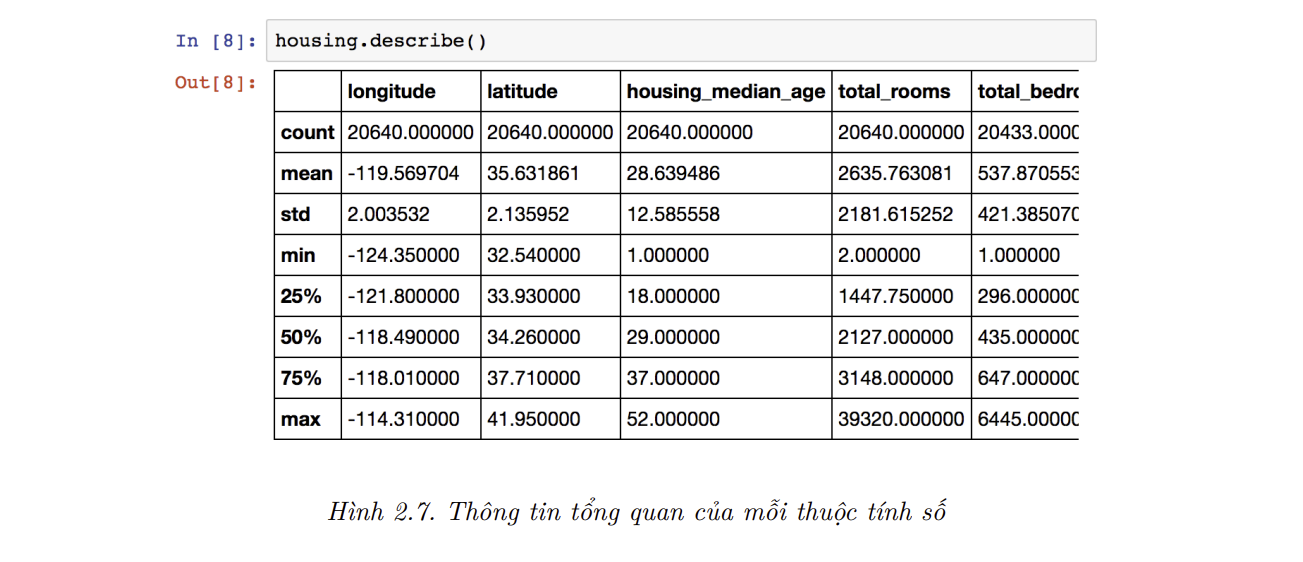 In [8]: housing.describe()
Out[8]:
longitude latitude housing_median_age total_rooms total_bedro
count 20640.000000 20640.000000 20640.000000 20640.000000 20433.0000
mean -119.569704 35.631861 28.639486 2635.763081 537.870553
std 2.003532 2.135952 12.585558 2181.615252 421.385070
min -124.350000 32.540000 1.000000 2.000000 1.000000
25% -121.800000 33.930000 18.000000 1447.750000 296.000000
50% -118.490000 34.260000 29.000000 2127.000000 435.000000
75% -118.010000 37.710000 37.000000 3148.000000 647.000000
max -114.310000 41.950000 52.000000 39320.000000 6445.00000
Hình 2.7. Thông tin tổng quan của mỗi thuộc tính số